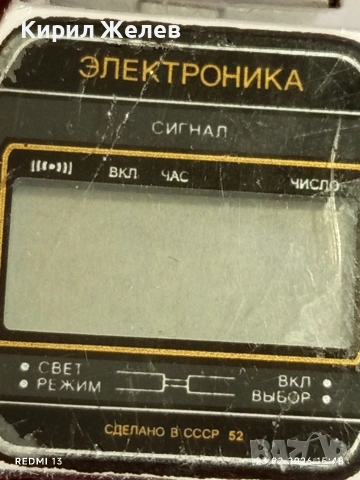 Кирил Желев
ЭЛЕКТРОНИКА
СИГНАЛ
ВКЛ ЧАС ЧИСЛО
СВЕТ
РЕЖИМ
ВКЛ
ВЫБОР
СДЕЛАНО В СССР 52
REDMI 13